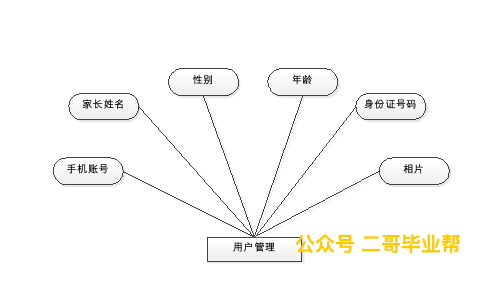 性别
年龄
家长姓名
身份证号码
手机账号
相片
用户管理
公众号 二哥毕业帮